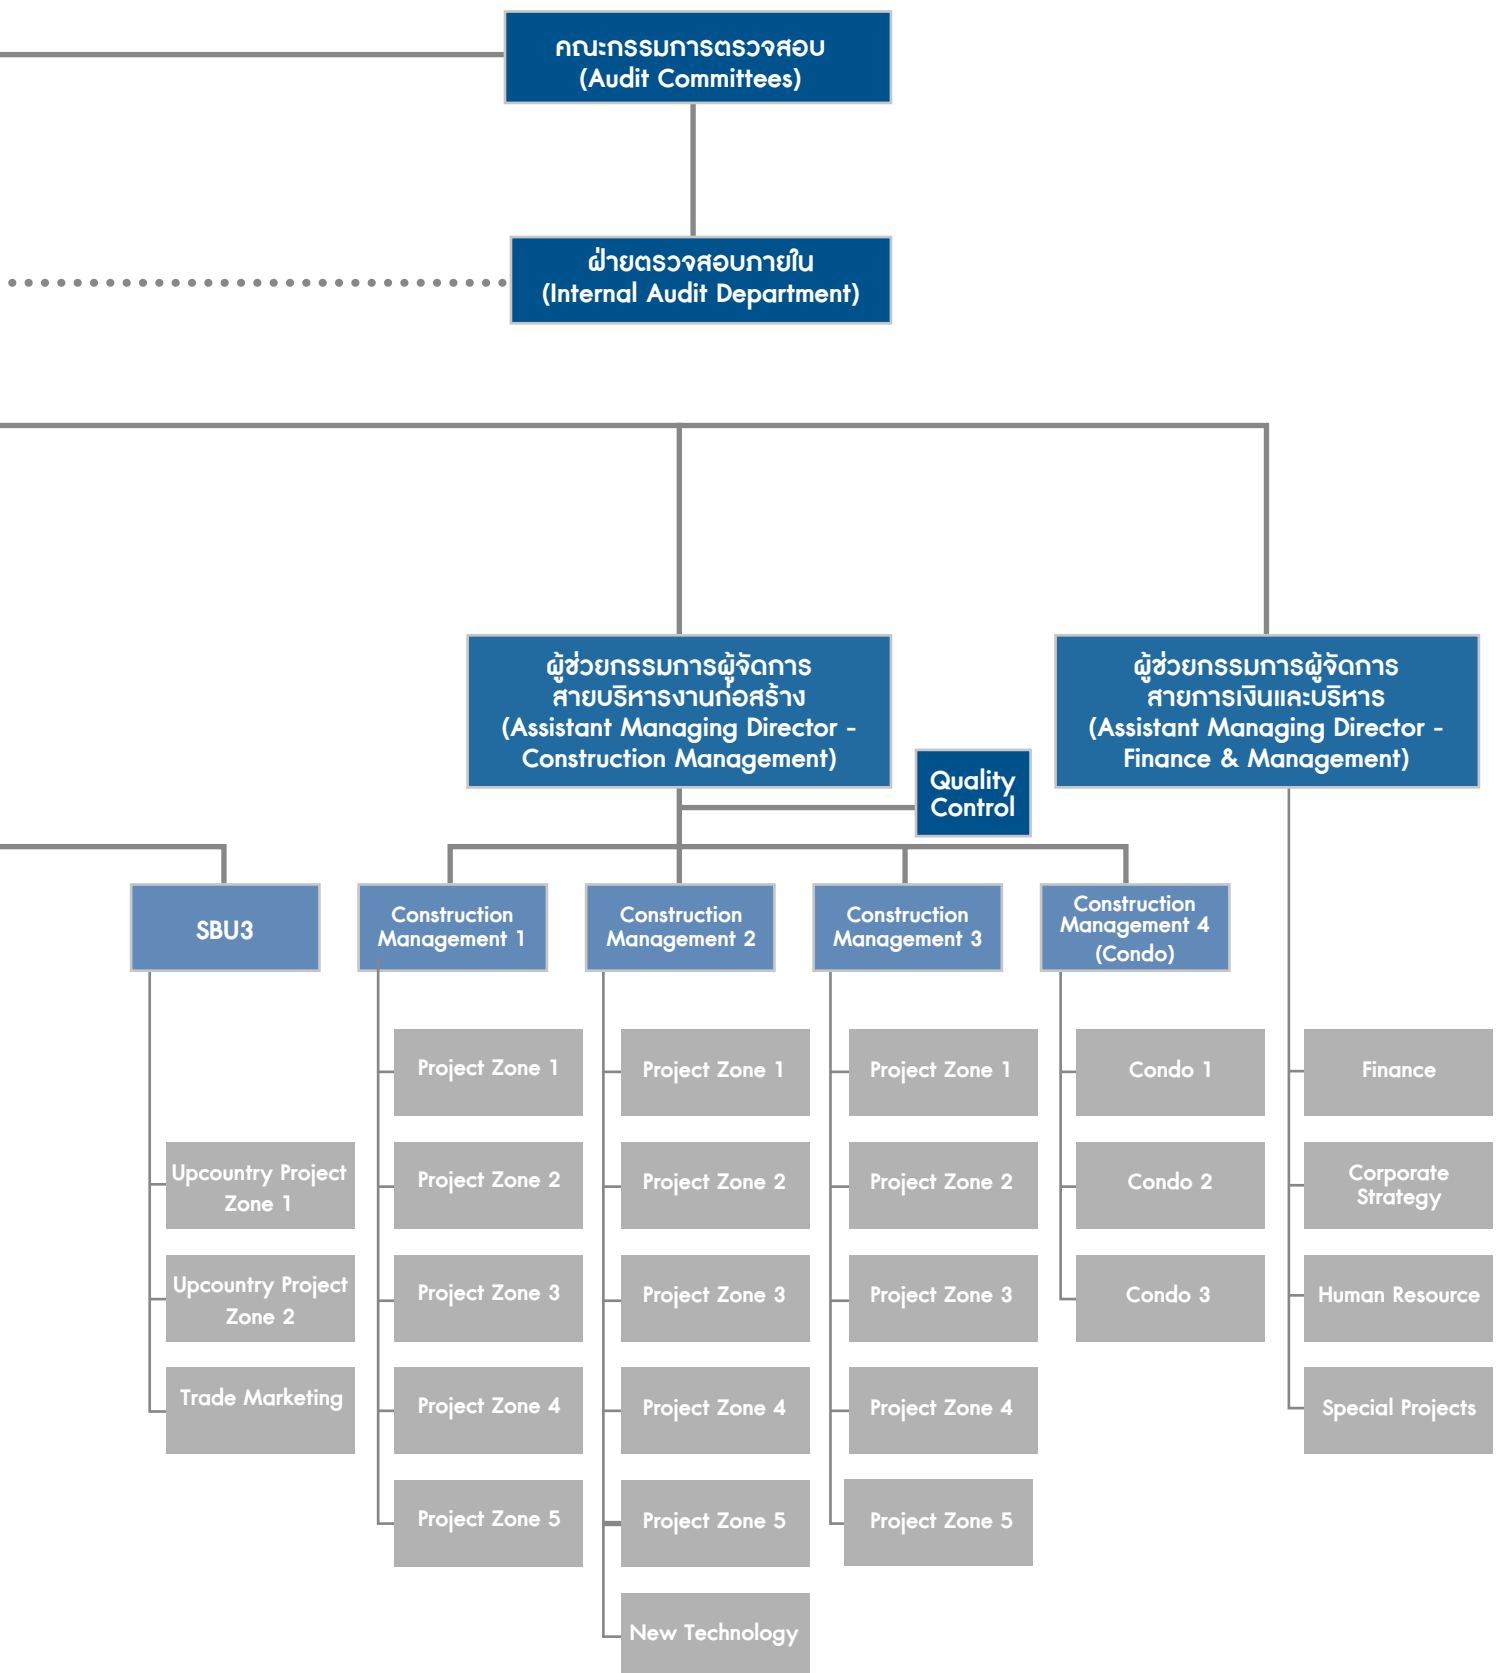 คณะกรรมการตรวจสอบ
(Audit Committees)
ฝ่ายตรวจสอบภายใน
(Internal Audit Department)
ผู้ช่วยกรรมการผู้จัดการ
สายบริหารงานก่อสร้าง
(Assistant Managing Director -
Construction Management)
ผู้ช่วยกรรมการผู้จัดการ
สายการเงินและบริหาร
(Assistant Managing Director -
Finance & Management)
Quality
Control
SBU3
Upcountry Project
Zone 1
Upcountry Project
Zone 2
Trade Marketing
Construction
Management 1
Project Zone 1
Project Zone 2
Project Zone 3
Project Zone 4
Project Zone 5
Construction
Management 2
Project Zone 1
Project Zone 2
Project Zone 3
Project Zone 4
Project Zone 5
New Technology
Construction
Management 3
Project Zone 1
Project Zone 2
Project Zone 3
Project Zone 4
Project Zone 5
Construction
Management 4
(Condo)
Condo 1
Condo 2
Condo 3
Finance
Corporate
Strategy
Human Resource
Special Projects